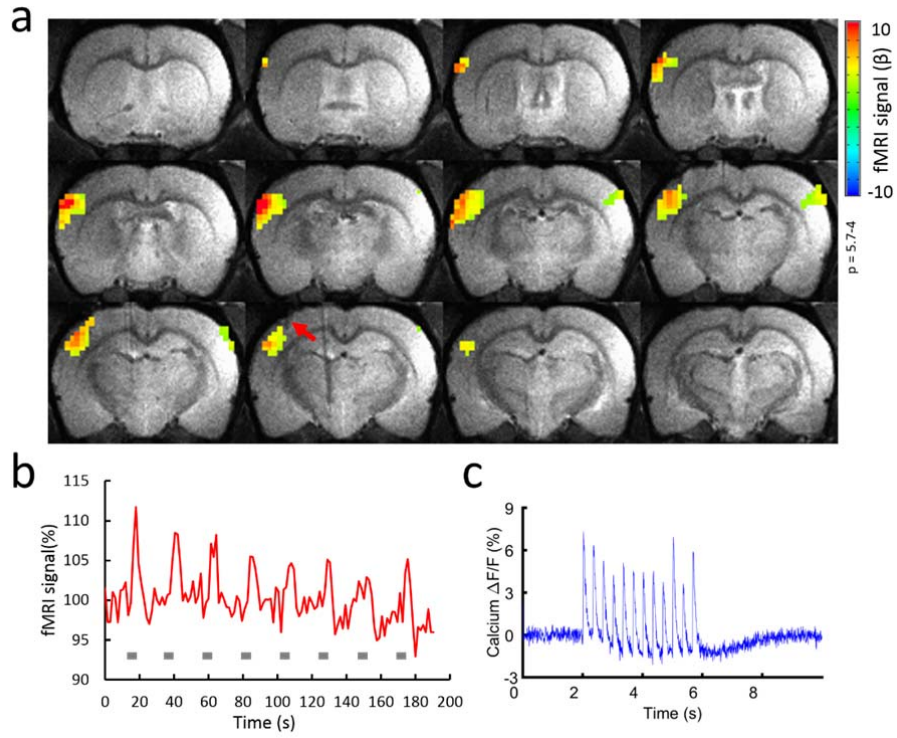 a
10
fMRI signal (β)
-10
p = 5.7-4
b
115
110
105
100
95
90
fMRI signal(%)
0 20 40 60 80 100 120 140 160 180 200
Time (s)
c
9
6
3
0
-3
Calcium ΔF/F (%)
0 2 4 6 8
Time (s)